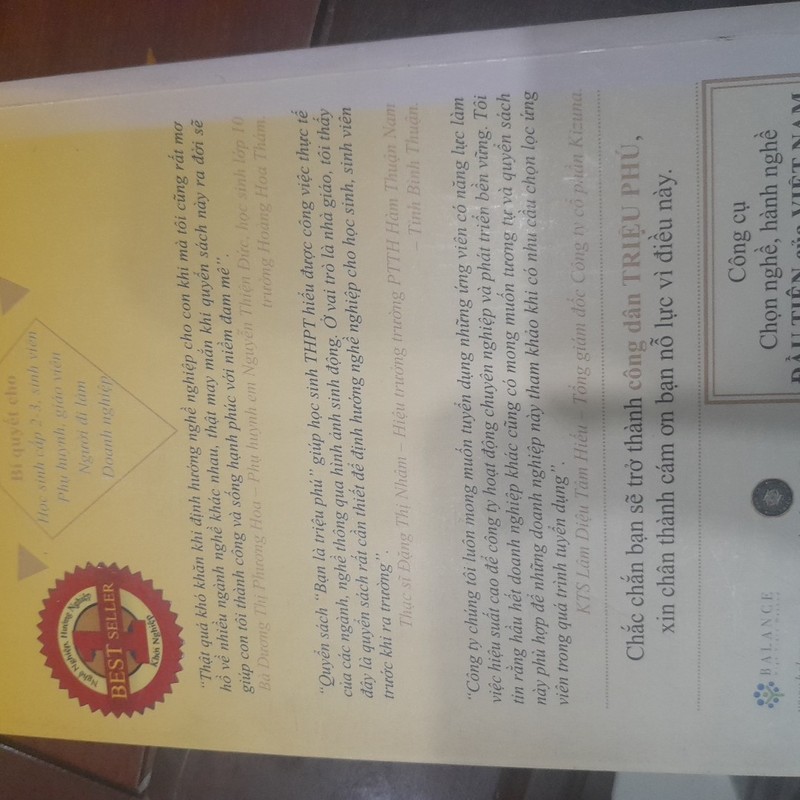 Bí quyết cho
Học sinh cấp 2-3, sinh viên
Phụ huynh, giáo viên
Người đi làm
Doanh nghiệp
Nghề Nghiệp, Hướng Nghiệp
BEST SELLER
Khởi Nghiệp
"Thật quá khó khăn khi định hướng nghề nghiệp cho con khi mà tôi cũng rất mơ
hồ về nhiều ngành nghề khác nhau, thật may mắn khi quyển sách này ra đời sẽ
giúp con tôi thành công và sống hạnh phúc với niềm đam mê".
Bà Dương Thị Phương Hoa – Phụ huynh em Nguyễn Thiện Đức, học sinh lớp 10
trường Hoàng Hoa Thám.
"Quyển sách "Bạn là triệu phú" giúp học sinh THPT hiểu được công việc thực tế
của các ngành, nghề thông qua hình ảnh sinh động. Ở vai trò là nhà giáo, tôi thấy
đây là quyển sách rất cần thiết để định hướng nghề nghiệp cho học sinh, sinh viên
trước khi ra trường".
Thạc sĩ Đặng Thị Nhâm – Hiệu trưởng trường PTTH Hàm Thuận Nam
– Tỉnh Bình Thuận.
"Công ty chúng tôi luôn mong muốn tuyển dụng những ứng viên có năng lực làm
việc hiệu suất cao để công ty hoạt động chuyên nghiệp và phát triển bền vững. Tôi
tin rằng hầu hết doanh nghiệp khác cũng có mong muốn tương tự và quyển sách
này phù hợp để những doanh nghiệp này tham khảo khi có nhu cầu chọn lọc ứng
viên trong quá trình tuyển dụng".
KTS Lâm Diệu Tâm Hiếu – Tổng giám đốc Công ty cổ phần Kizuna.
Chắc chắn bạn sẽ trở thành công dân TRIỆU PHÚ,
xin chân thành cám ơn bạn nỗ lực vì điều này.
BALANCE
Công cụ
Chọn nghề, hành nghề
ĐẦU TIÊN của VIỆT NAM